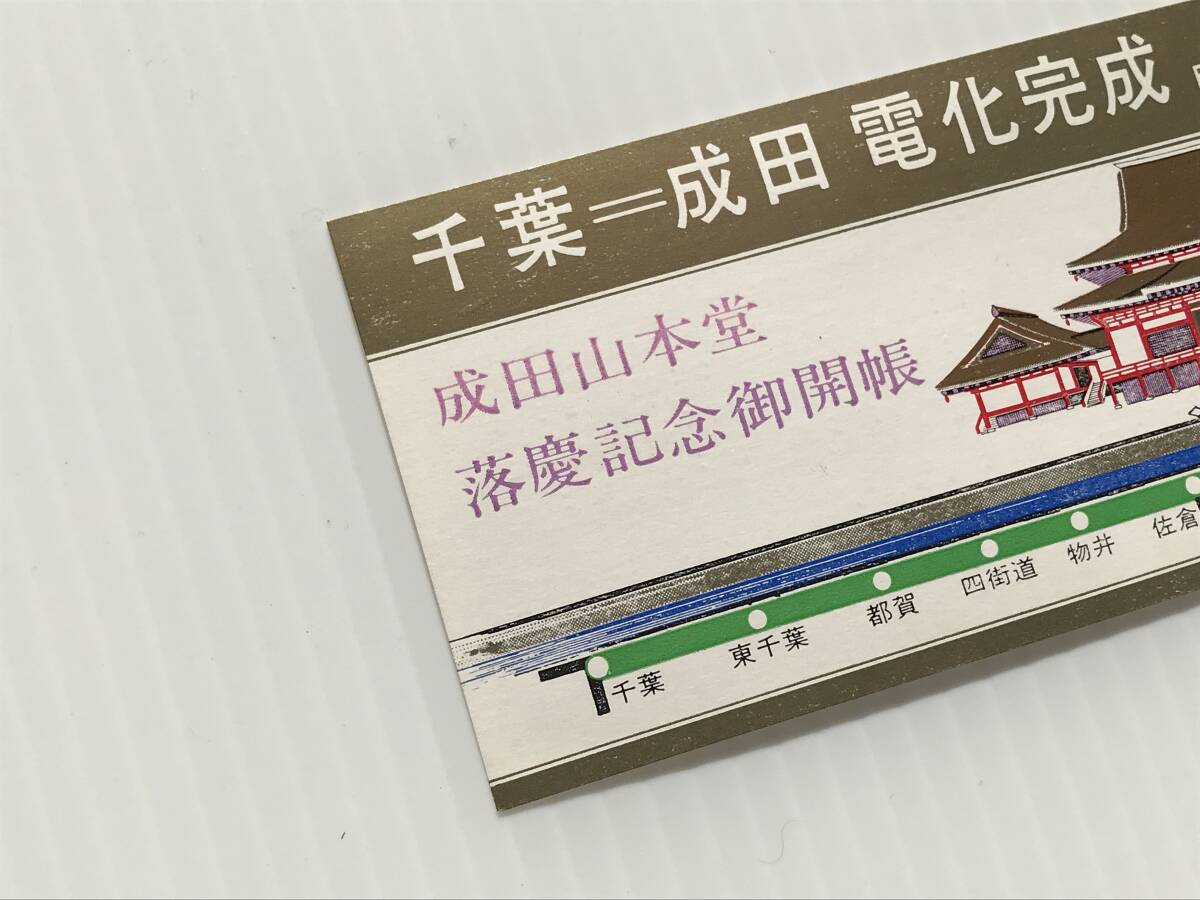 千葉＝成田 電化完成
成田山本堂
落慶記念御開帳
千葉
東千葉
都賀
四街道
物井
佐倉